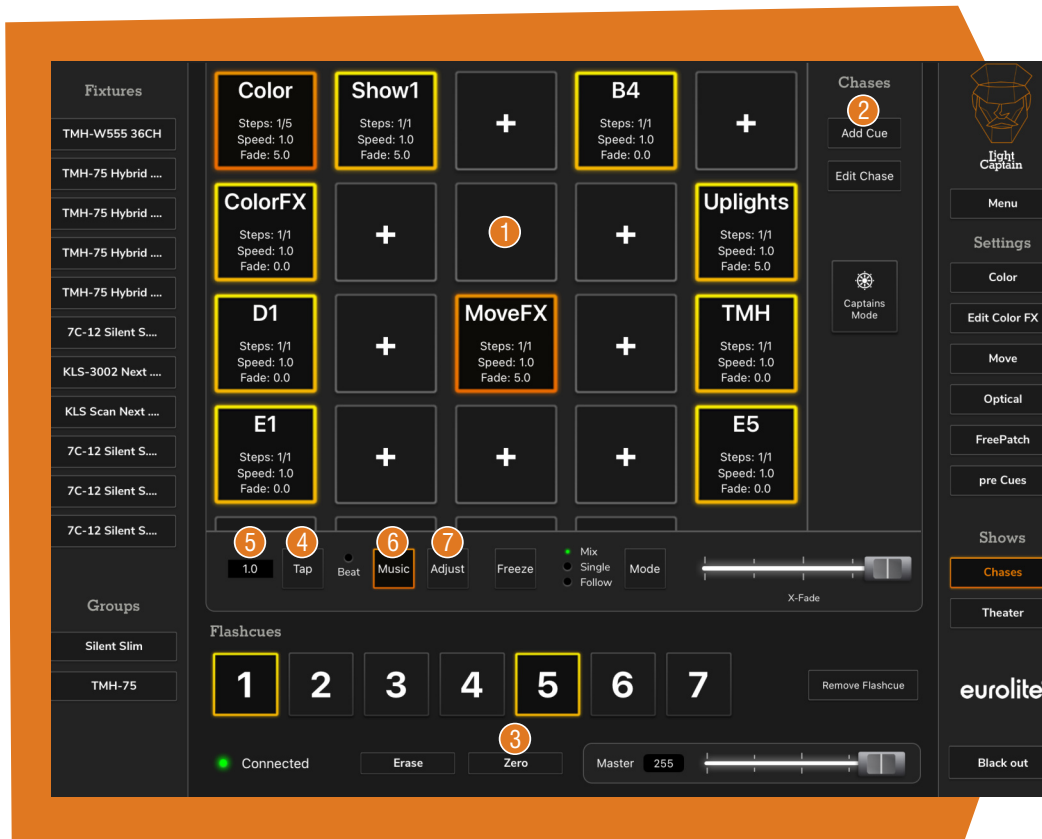 Fixtures
TMH-W555 36CH
TMH-75 Hybrid ....
TMH-75 Hybrid ....
TMH-75 Hybrid ....
TMH-75 Hybrid ....
7C-12 Silent S....
KLS-3002 Next ....
KLS Scan Next ....
7C-12 Silent S....
7C-12 Silent S....
7C-12 Silent S....
Groups
Silent Slim
TMH-75
Color
Steps: 1/5
Speed: 1.0
Fade: 5.0
Show1
Steps: 1/1
Speed: 1.0
Fade: 5.0
+
B4
Steps: 1/1
Speed: 1.0
Fade: 0.0
+
ColorFX
Steps: 1/1
Speed: 1.0
Fade: 0.0
+
1
+
Uplights
Steps: 1/1
Speed: 1.0
Fade: 5.0
D1
Steps: 1/1
Speed: 1.0
Fade: 0.0
+
MoveFX
Steps: 1/1
Speed: 1.0
Fade: 5.0
+
TMH
Steps: 1/1
Speed: 1.0
Fade: 0.0
E1
Steps: 1/1
Speed: 1.0
Fade: 0.0
+
+
+
E5
Steps: 1/1
Speed: 1.0
Fade: 0.0
5
1.0
4
Tap
Beat
6
Music
7
Adjust
Freeze
Mix
Single
Follow
Mode
X-Fade
Flashcues
1 2 3 4 5 6 7
Remove Flashcue
Connected
Erase
3
Zero
Master 255
Chases
2
Add Cue
Edit Chase
Captains
Mode
Light
Captain
Menu
Settings
Color
Edit Color FX
Move
Optical
FreePatch
pre Cues
Shows
Chases
Theater
eurolite
Black out